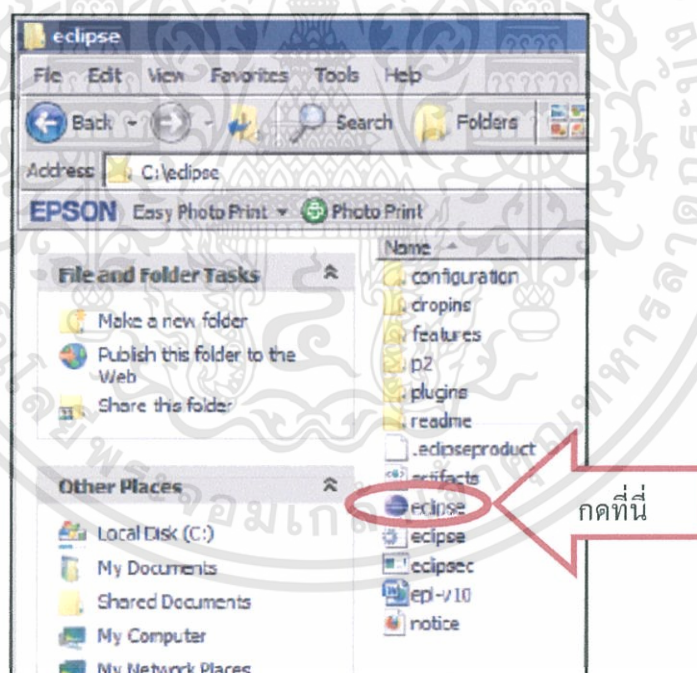 eclipse
File Edit View Favorites Tools Help
Back Search Folders
Address C:\eclipse
EPSON Easy Photo Print Photo Print
Name
File and Folder Tasks
Make a new folder
Publish this folder to the
Web
Share this folder
Other Places
Local Disk (C:)
My Documents
Shared Documents
My Computer
My Network Places
configuration
dropins
features
p2
plugins
readme
.eclipseproduct
artifacts
eclipse
eclipse
eclipsec
epl-v10
notice
กดที่นี่